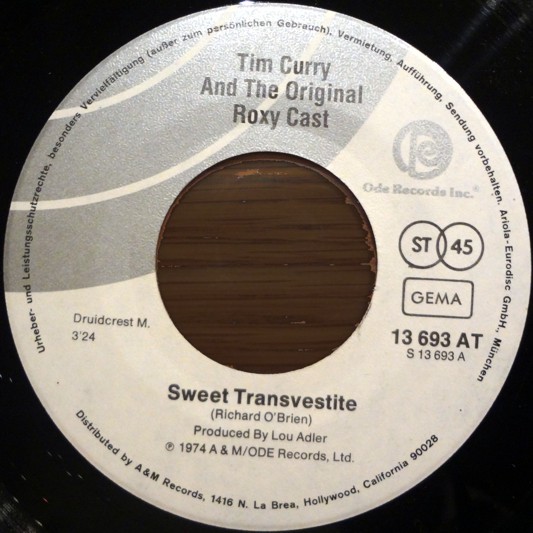 Urheber- und Leistungsschutzrechte, besonders Vervielfältigung (außer zum persönlichen Gebrauch), Vermietung, Aufführung, Sendung vorbehalten. Ariola-Eurodisc GmbH, München
Tim Curry
And The Original
Roxy Cast
Ode Records Inc.®
ST 45
GEMA
13 693 AT
S 13 693 A
Druidcrest M.
3'24
Sweet Transvestite
(Richard O'Brien)
Produced By Lou Adler
℗ 1974 A & M/ODE Records, Ltd.
Distributed by A&M Records, 1416 N. La Brea, Hollywood, California 90028